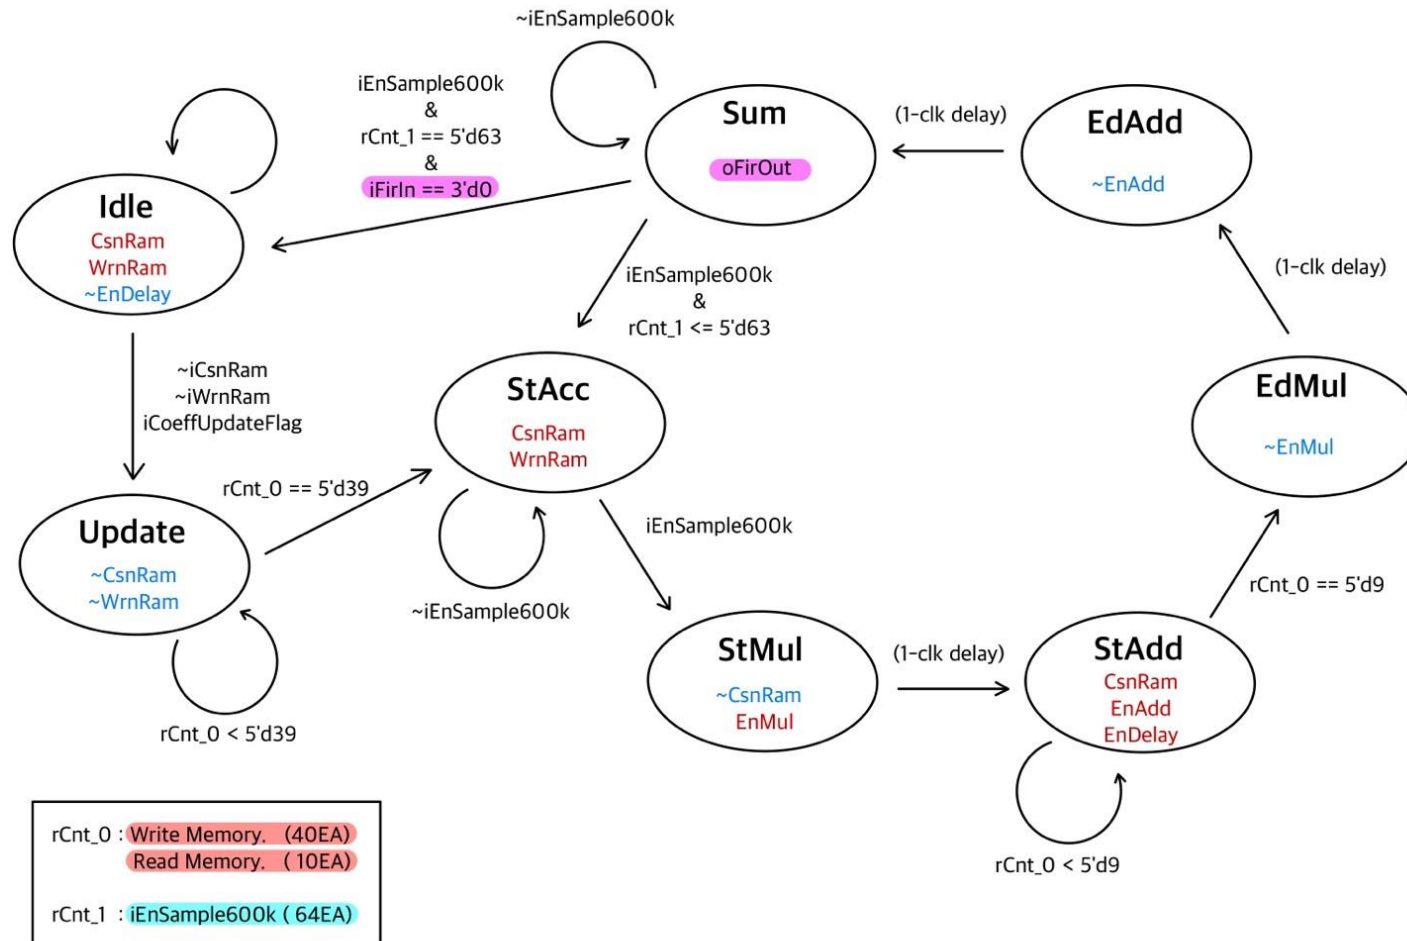 ~iEnSample600k
iEnSample600k
&
rCnt_1 == 5'd63
&
iFirIn == 3'd0
Sum
oFirOut
(1-clk delay)
EdAdd
~EnAdd
Idle
CsnRam
WrnRam
~EnDelay
iEnSample600k
&
rCnt_1 <= 5'd63
(1-clk delay)
~iCsnRam
~iWrnRam
iCoeffUpdateFlag
StAcc
CsnRam
WrnRam
EdMul
~EnMul
rCnt_0 == 5'd39
Update
~CsnRam
~WrnRam
iEnSample600k
~iEnSample600k
rCnt_0 == 5'd9
StMul
~CsnRam
EnMul
(1-clk delay)
StAdd
CsnRam
EnAdd
EnDelay
rCnt_0 < 5'd39
rCnt_0 < 5'd9
rCnt_0 : Write Memory. (40EA)
Read Memory. ( 10EA)
rCnt_1 : iEnSample600k ( 64EA)